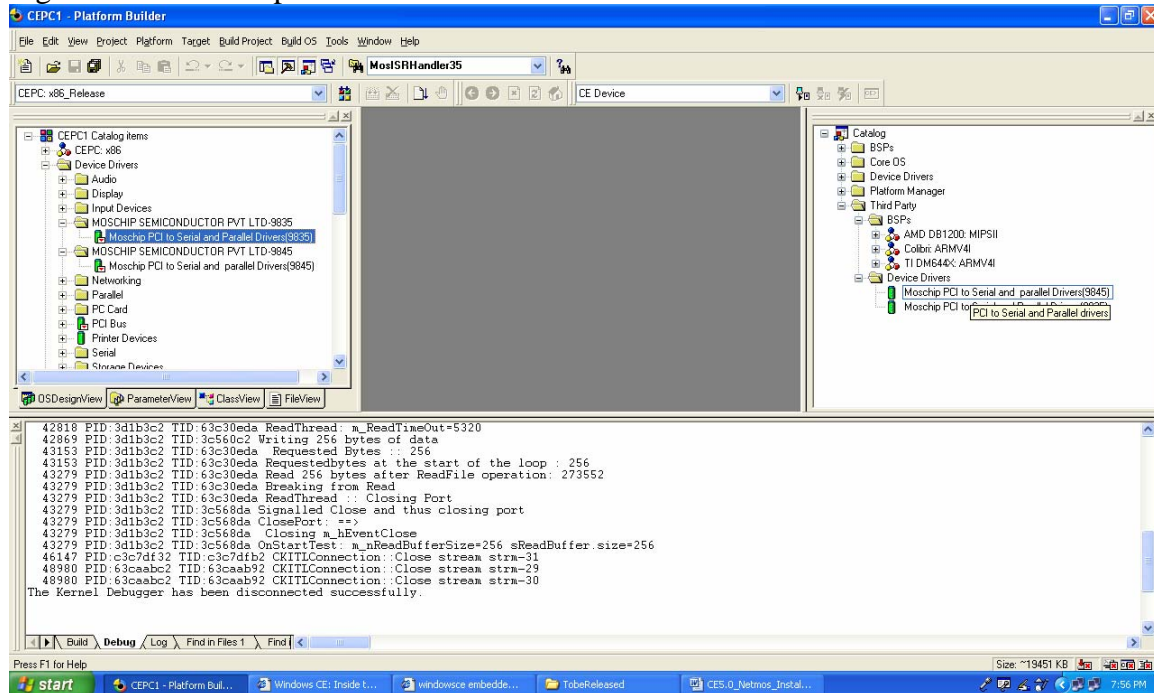 CEPC1 - Platform Builder
File Edit View Project Platform Target Build Project Build OS Tools Window Help
MosISRHandler35
CEPC: x86_Release
CE Device
CEPC1 Catalog items
CEPC: x86
Device Drivers
Audio
Display
Input Devices
MOSCHIP SEMICONDUCTOR PVT LTD-9835
Moschip PCI to Serial and Parallel Drivers(9835)
MOSCHIP SEMICONDUCTOR PVT LTD-9845
Moschip PCI to Serial and parallel Drivers(9845)
Networking
Parallel
PC Card
PCI Bus
Printer Devices
Serial
Storage Devices
OSDesignView ParameterView ClassView FileView
Catalog
BSPs
Core OS
Device Drivers
Platform Manager
Third Party
BSPs
AMD DB1200: MIPSII
Colibri: ARMV4I
TI DM644X: ARMV4I
Device Drivers
Moschip PCI to Serial and parallel Drivers(9845)
Moschip PCI to
PCI to Serial and Parallel drivers
42818 PID:3d1b3c2 TID:63c30eda ReadThread: m_ReadTimeOut=5320
42869 PID:3d1b3c2 TID:3c560c2 Writing 256 bytes of data
43153 PID:3d1b3c2 TID:63c30eda Requested Bytes :: 256
43153 PID:3d1b3c2 TID:63c30eda Requestedbytes at the start of the loop : 256
43279 PID:3d1b3c2 TID:63c30eda Read 256 bytes after ReadFile operation: 273552
43279 PID:3d1b3c2 TID:63c30eda Breaking from Read
43279 PID:3d1b3c2 TID:63c30eda ReadThread :: Closing Port
43279 PID:3d1b3c2 TID:3c568da Signalled Close and thus closing port
43279 PID:3d1b3c2 TID:3c568da ClosePort: ==>
43279 PID:3d1b3c2 TID:3c568da Closing m_hEventClose
43279 PID:3d1b3c2 TID:3c568da OnStartTest: m_nReadBufferSize=256 sReadBuffer.size=256
46147 PID:c3c7df32 TID:c3c7dfb2 CKITLConnection::Close stream strm-31
48980 PID:63caabc2 TID:63caab92 CKITLConnection::Close stream strm-29
48980 PID:63caabc2 TID:63caab92 CKITLConnection::Close stream strm-30
The Kernel Debugger has been disconnected successfully.
Build Debug Log Find in Files 1 Find
Press F1 for Help
Size: ~19451 KB
start CEPC1 - Platform Buil... Windows CE: Inside t... windowsce embedde... TobeReleased CE5.0_Netmos_Instal... 7:56 PM